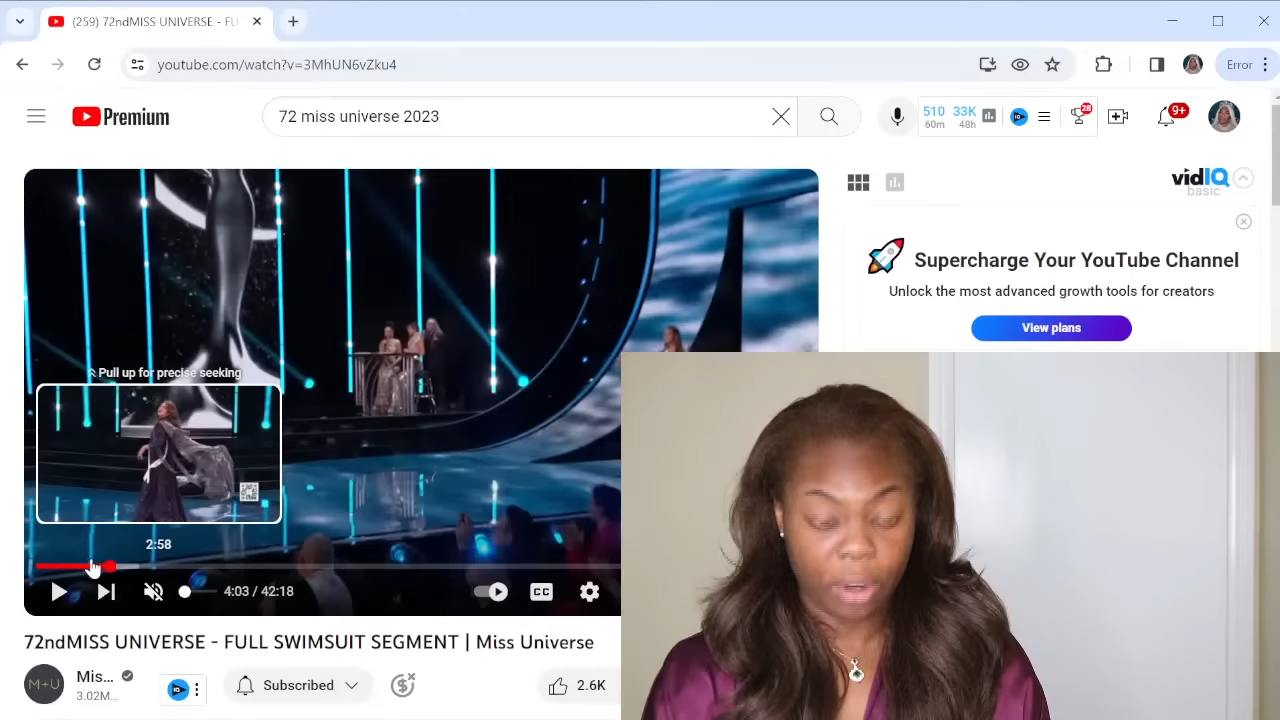 (259) 72ndMISS UNIVERSE - FU
youtube.com/watch?v=3MhUN6vZku4
Error
Premium
72 miss universe 2023
510 33K
60m 48h
28
9+
vidIQ
basic
Supercharge Your YouTube Channel
Unlock the most advanced growth tools for creators
View plans
Pull up for precise seeking
2:58
4:03 / 42:18
CC
72ndMISS UNIVERSE - FULL SWIMSUIT SEGMENT | Miss Universe
M+U
Mis...
3.02M...
Subscribed
2.6K